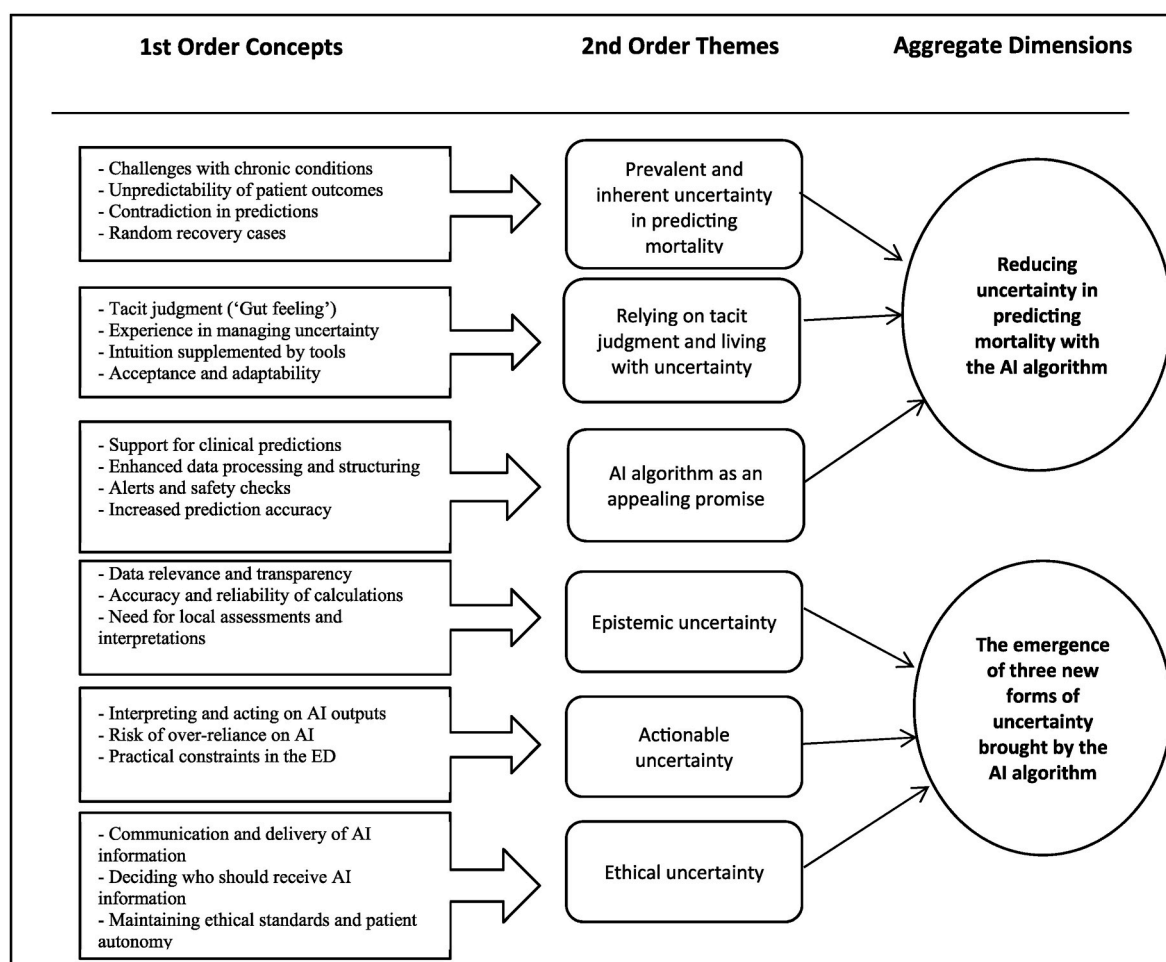 1st Order Concepts
2nd Order Themes
Aggregate Dimensions
- Challenges with chronic conditions
- Unpredictability of patient outcomes
- Contradiction in predictions
- Random recovery cases
Prevalent and
inherent uncertainty
in predicting
mortality
- Tacit judgment (‘Gut feeling’)
- Experience in managing uncertainty
- Intuition supplemented by tools
- Acceptance and adaptability
Relying on tacit
judgment and living
with uncertainty
- Support for clinical predictions
- Enhanced data processing and structuring
- Alerts and safety checks
- Increased prediction accuracy
AI algorithm as an
appealing promise
Reducing
uncertainty in
predicting
mortality with
the AI algorithm
- Data relevance and transparency
- Accuracy and reliability of calculations
- Need for local assessments and
interpretations
Epistemic uncertainty
- Interpreting and acting on AI outputs
- Risk of over-reliance on AI
- Practical constraints in the ED
Actionable
uncertainty
- Communication and delivery of AI
information
- Deciding who should receive AI
information
- Maintaining ethical standards and patient
autonomy
Ethical uncertainty
The emergence
of three new
forms of
uncertainty
brought by the
AI algorithm